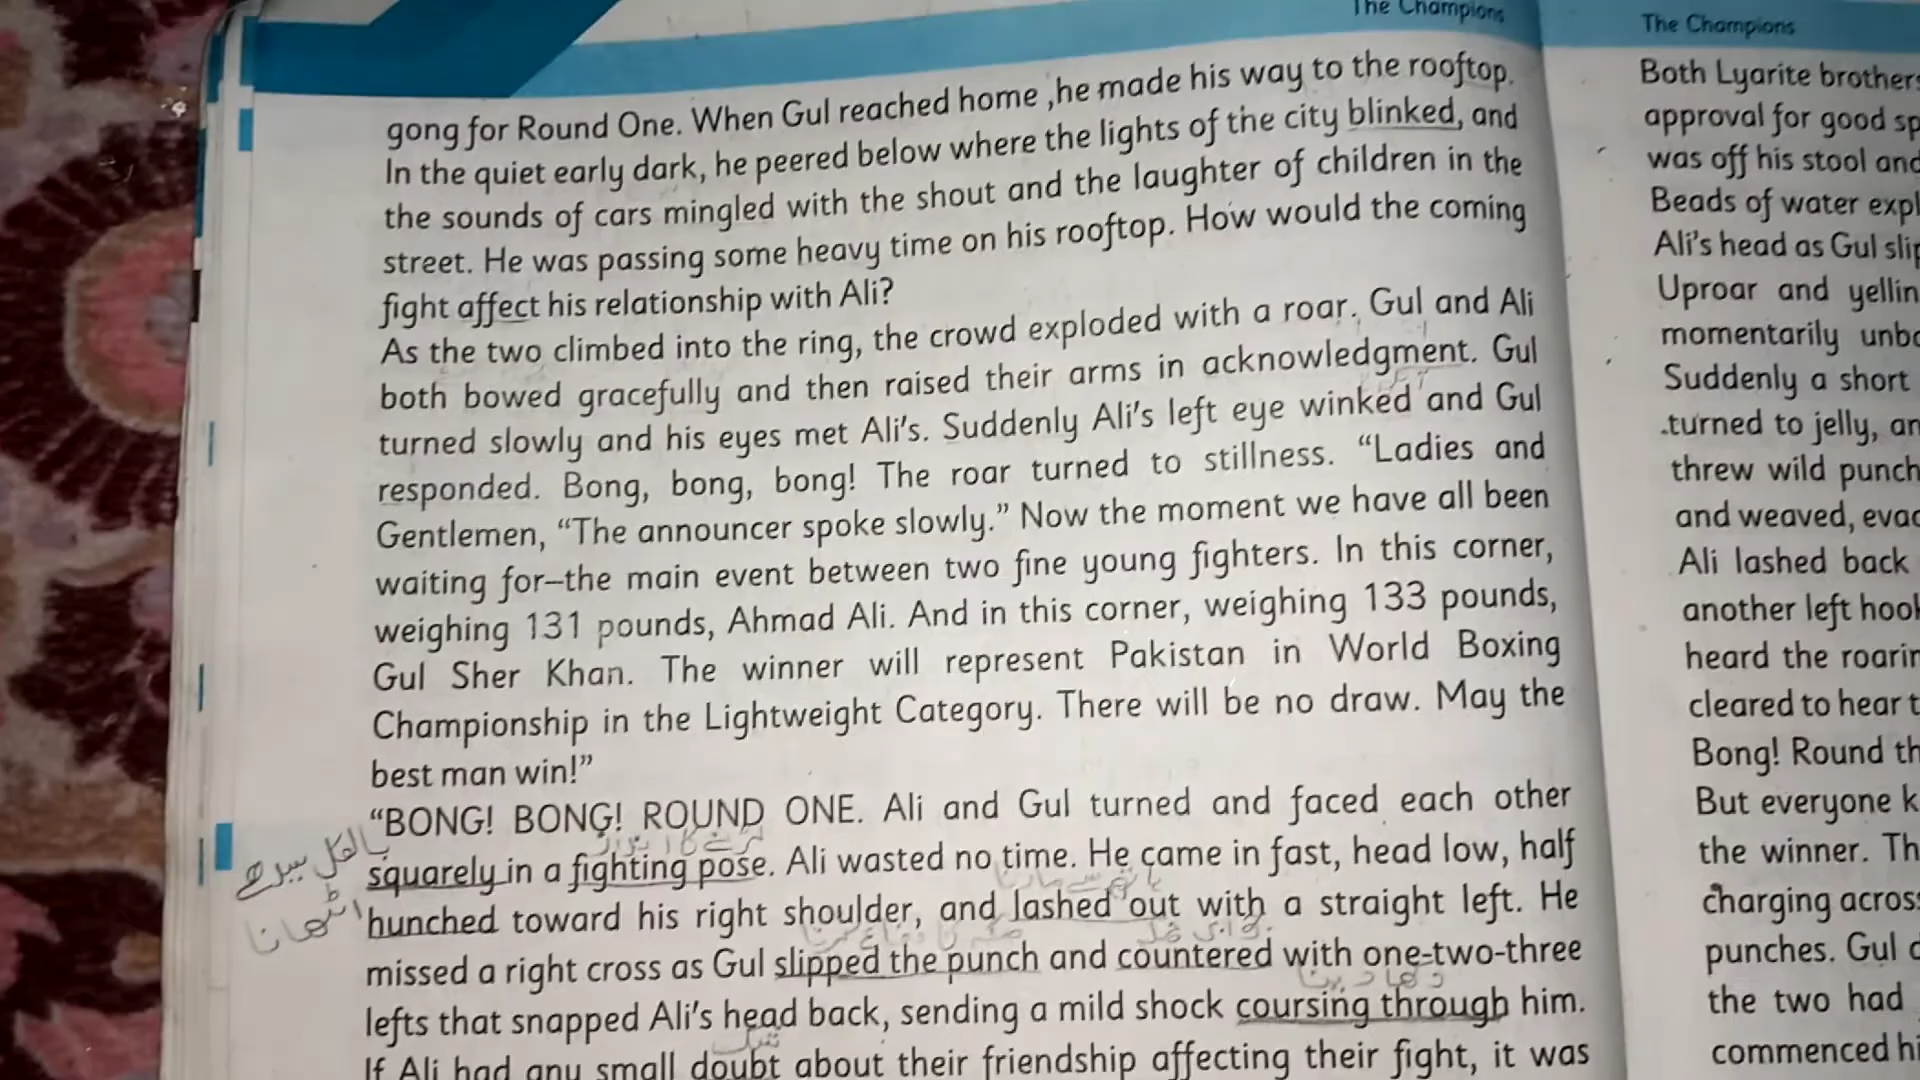 The Champions
gong for Round One. When Gul reached home ,he made his way to the rooftop.
In the quiet early dark, he peered below where the lights of the city blinked, and
the sounds of cars mingled with the shout and the laughter of children in the
street. He was passing some heavy time on his rooftop. How would the coming
fight affect his relationship with Ali?
As the two climbed into the ring, the crowd exploded with a roar. Gul and Ali
both bowed gracefully and then raised their arms in acknowledgment. Gul
turned slowly and his eyes met Ali's. Suddenly Ali's left eye winked and Gul
responded. Bong, bong, bong! The roar turned to stillness. “Ladies and
Gentlemen, “The announcer spoke slowly.” Now the moment we have all been
waiting for–the main event between two fine young fighters. In this corner,
weighing 131 pounds, Ahmad Ali. And in this corner, weighing 133 pounds,
Gul Sher Khan. The winner will represent Pakistan in World Boxing
Championship in the Lightweight Category. There will be no draw. May the
best man win!”
“BONG! BONG! ROUND ONE. Ali and Gul turned and faced each other
squarely in a fighting pose. Ali wasted no time. He came in fast, head low, half
hunched toward his right shoulder, and lashed out with a straight left. He
missed a right cross as Gul slipped the punch and countered with one-two-three
lefts that snapped Ali's head back, sending a mild shock coursing through him.
If Ali had any small doubt about their friendship affecting their fight, it was
The Champions
Both Lyarite brothers
approval for good sp
was off his stool and
Beads of water expl
Ali's head as Gul slip
Uproar and yellin
momentarily unbo
Suddenly a short
turned to jelly, an
threw wild punch
and weaved, evad
Ali lashed back
another left hook
heard the roarin
cleared to hear t
Bong! Round th
But everyone k
the winner. Th
charging across
punches. Gul
the two had
commenced hi